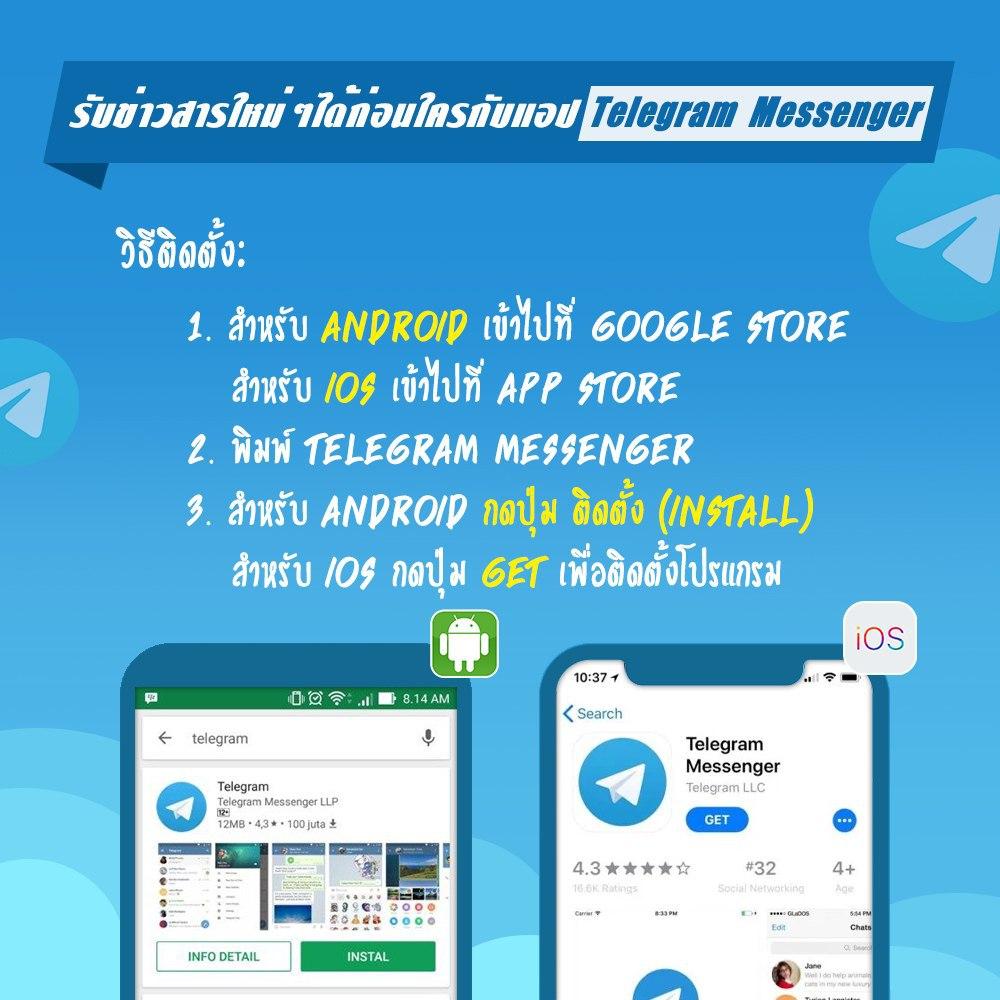 รับข่าวสารใหม่ ๆได้ก่อนใครกับแอป Telegram Messenger
วิธีติดตั้ง:
1. สำหรับ ANDROID เข้าไปที่ GOOGLE STORE
สำหรับ IOS เข้าไปที่ APP STORE
2. พิมพ์ TELEGRAM MESSENGER
3. สำหรับ ANDROID กดปุ่ม ติดตั้ง (INSTALL)
สำหรับ IOS กดปุ่ม GET เพื่อติดตั้งโปรแกรม
iOS
8.14 AM
telegram
Telegram
Telegram Messenger LLP
12+
12MB • 4,3 ★ • 100 juta
INFO DETAIL
INSTAL
10:37
Search
Telegram
Messenger
Telegram LLC
GET
4.3 ★★★★☆
#32
4+
16.6K Ratings
Social Networking
Age
Carrier
8:33 PM
GLaDOS
5:54 PM
Edit
Chats
Search
Jane
Well I do help animals
cats in my new luxury